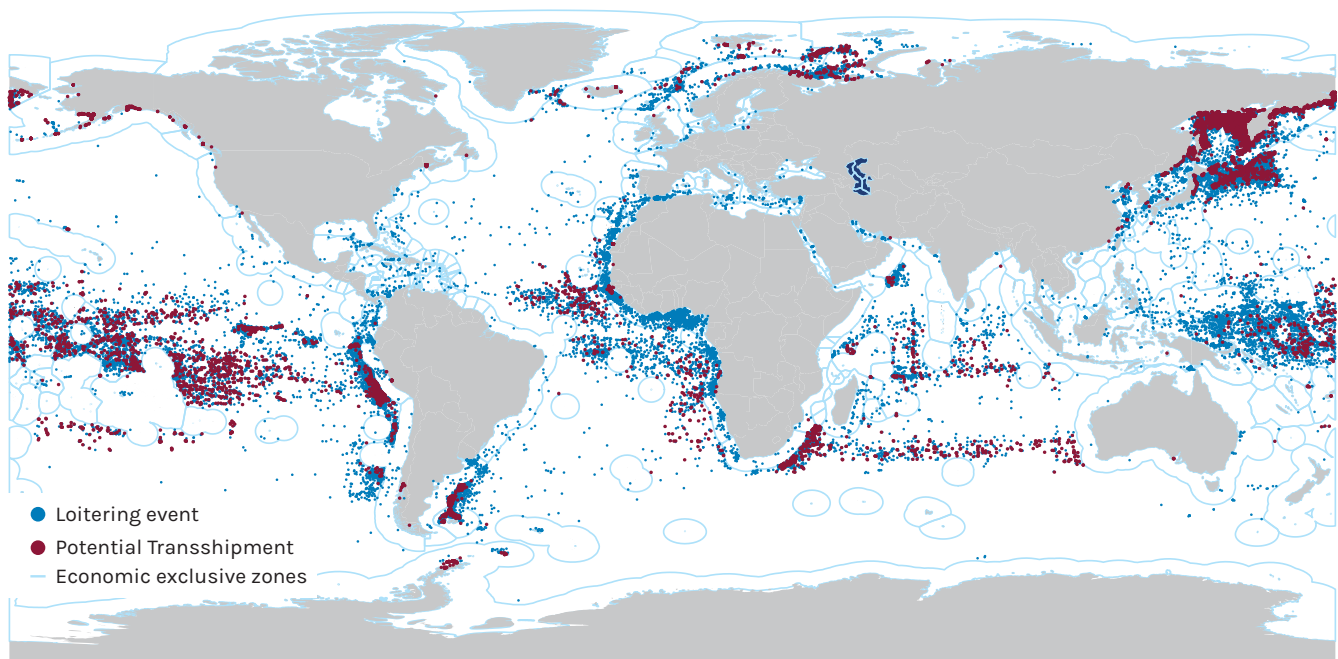 Loitering event
Potential Transshipment
Economic exclusive zones